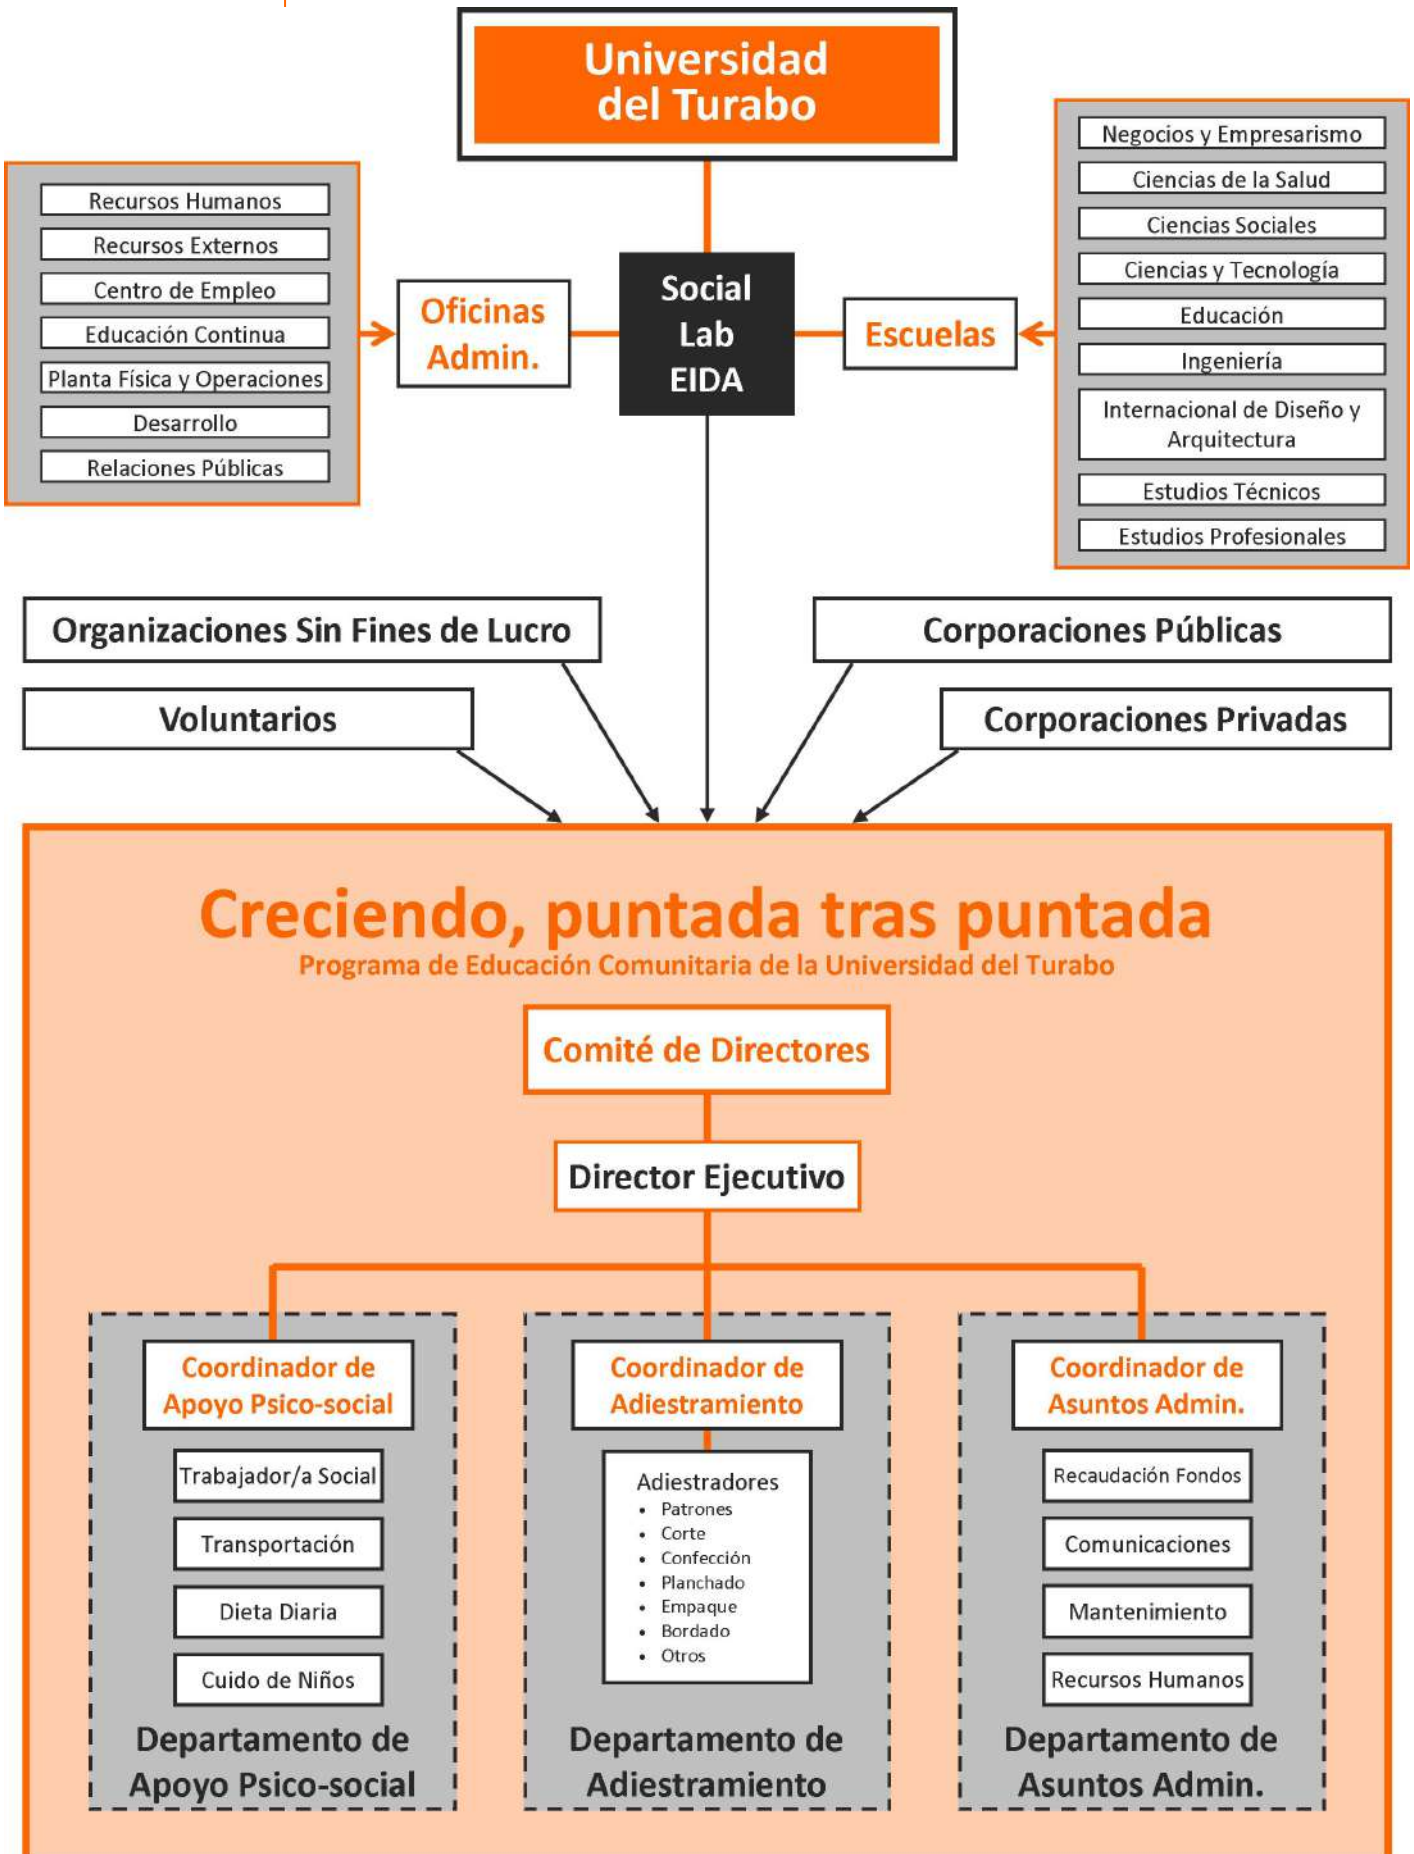 Universidad
del Turabo
Recursos Humanos
Recursos Externos
Centro de Empleo
Educación Continua
Planta Física y Operaciones
Desarrollo
Relaciones Públicas
Oficinas
Admin.
Social
Lab
EIDA
Escuelas
Negocios y Empresarismo
Ciencias de la Salud
Ciencias Sociales
Ciencias y Tecnología
Educación
Ingeniería
Internacional de Diseño y
Arquitectura
Estudios Técnicos
Estudios Profesionales
Organizaciones Sin Fines de Lucro
Voluntarios
Corporaciones Públicas
Corporaciones Privadas
Creciendo, puntada tras puntada
Programa de Educación Comunitaria de la Universidad del Turabo
Comité de Directores
Director Ejecutivo
Coordinador de
Apoyo Psico-social
Trabajador/a Social
Transportación
Dieta Diaria
Cuido de Niños
Departamento de
Apoyo Psico-social
Coordinador de
Adiestramiento
Adiestradores
• Patrones
• Corte
• Confección
• Planchado
• Empaque
• Bordado
• Otros
Departamento de
Adiestramiento
Coordinador de
Asuntos Admin.
Recaudación Fondos
Comunicaciones
Mantenimiento
Recursos Humanos
Departamento de
Asuntos Admin.